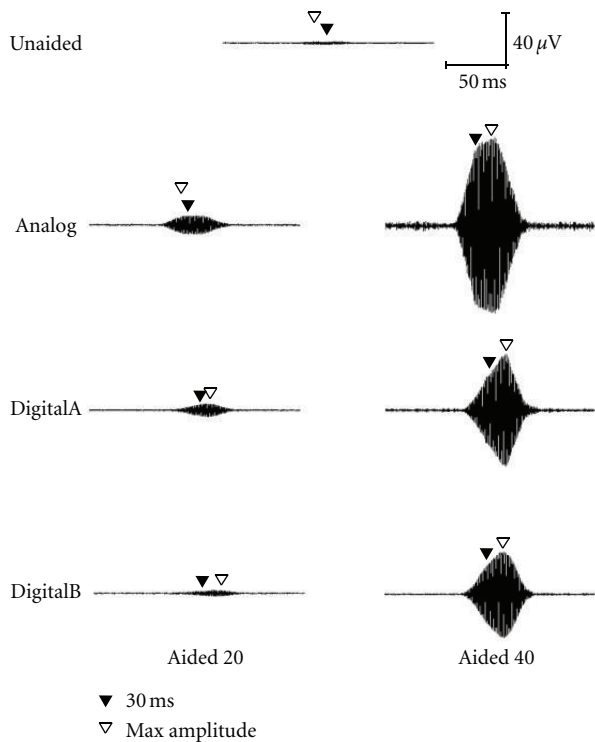 Unaided
40 μV
50 ms
Analog
DigitalA
DigitalB
Aided 20
Aided 40
30 ms
Max amplitude